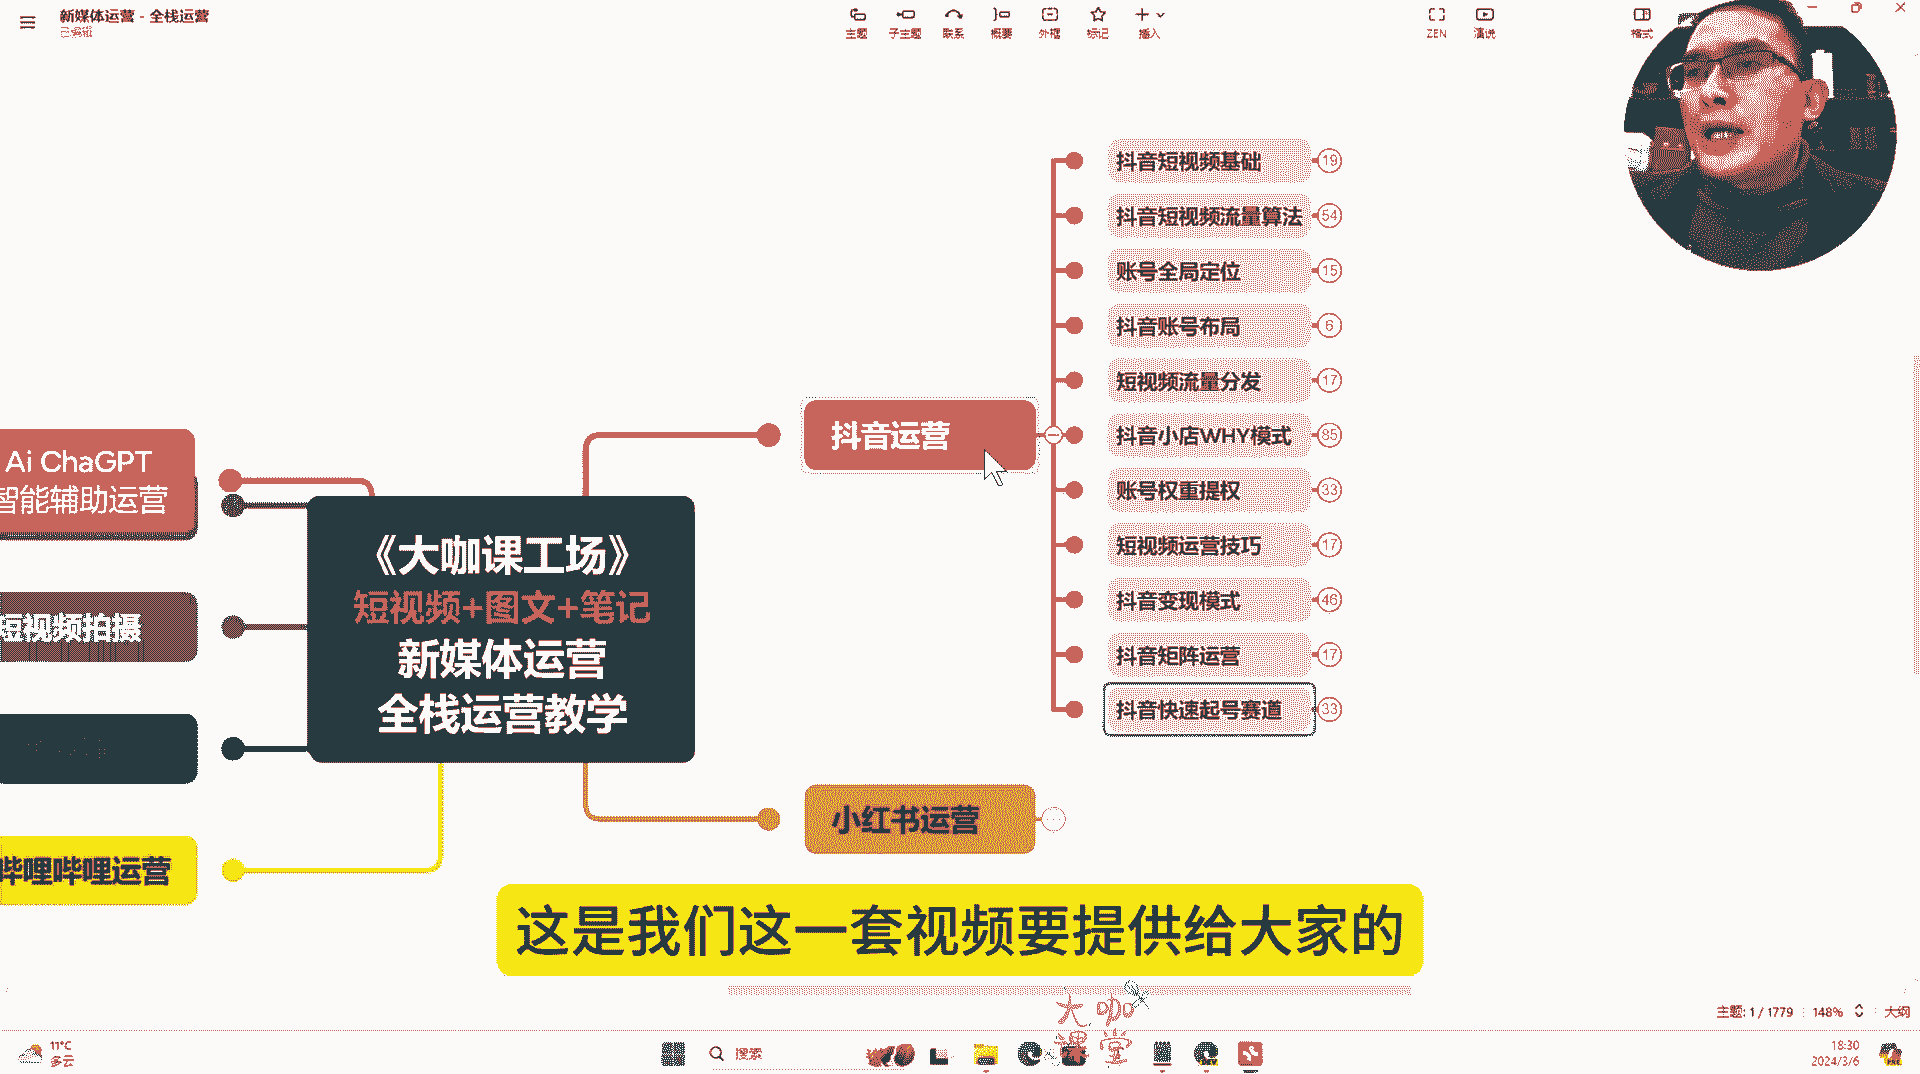 新媒体运营 - 全栈运营
已编辑
主题
子主题
联系
概要
外框
标记
插入
ZEN
演说
格式
抖音短视频基础
19
抖音短视频流量算法
54
账号全局定位
15
抖音账号布局
6
短视频流量分发
17
抖音运营
抖音小店WHY模式
85
账号权重提权
33
短视频运营技巧
17
抖音变现模式
46
抖音矩阵运营
17
抖音快速起号赛道
33
Ai ChaGPT
智能辅助运营
短视频拍摄
哔哩哔哩运营
《大咖课工场》
短视频+图文+笔记
新媒体运营
全栈运营教学
小红书运营
这是我们这一套视频要提供给大家的
大咖
课堂
主题: 1 / 1779
148%
大纲
11°C
多云
搜索
18:30
2024/3/6